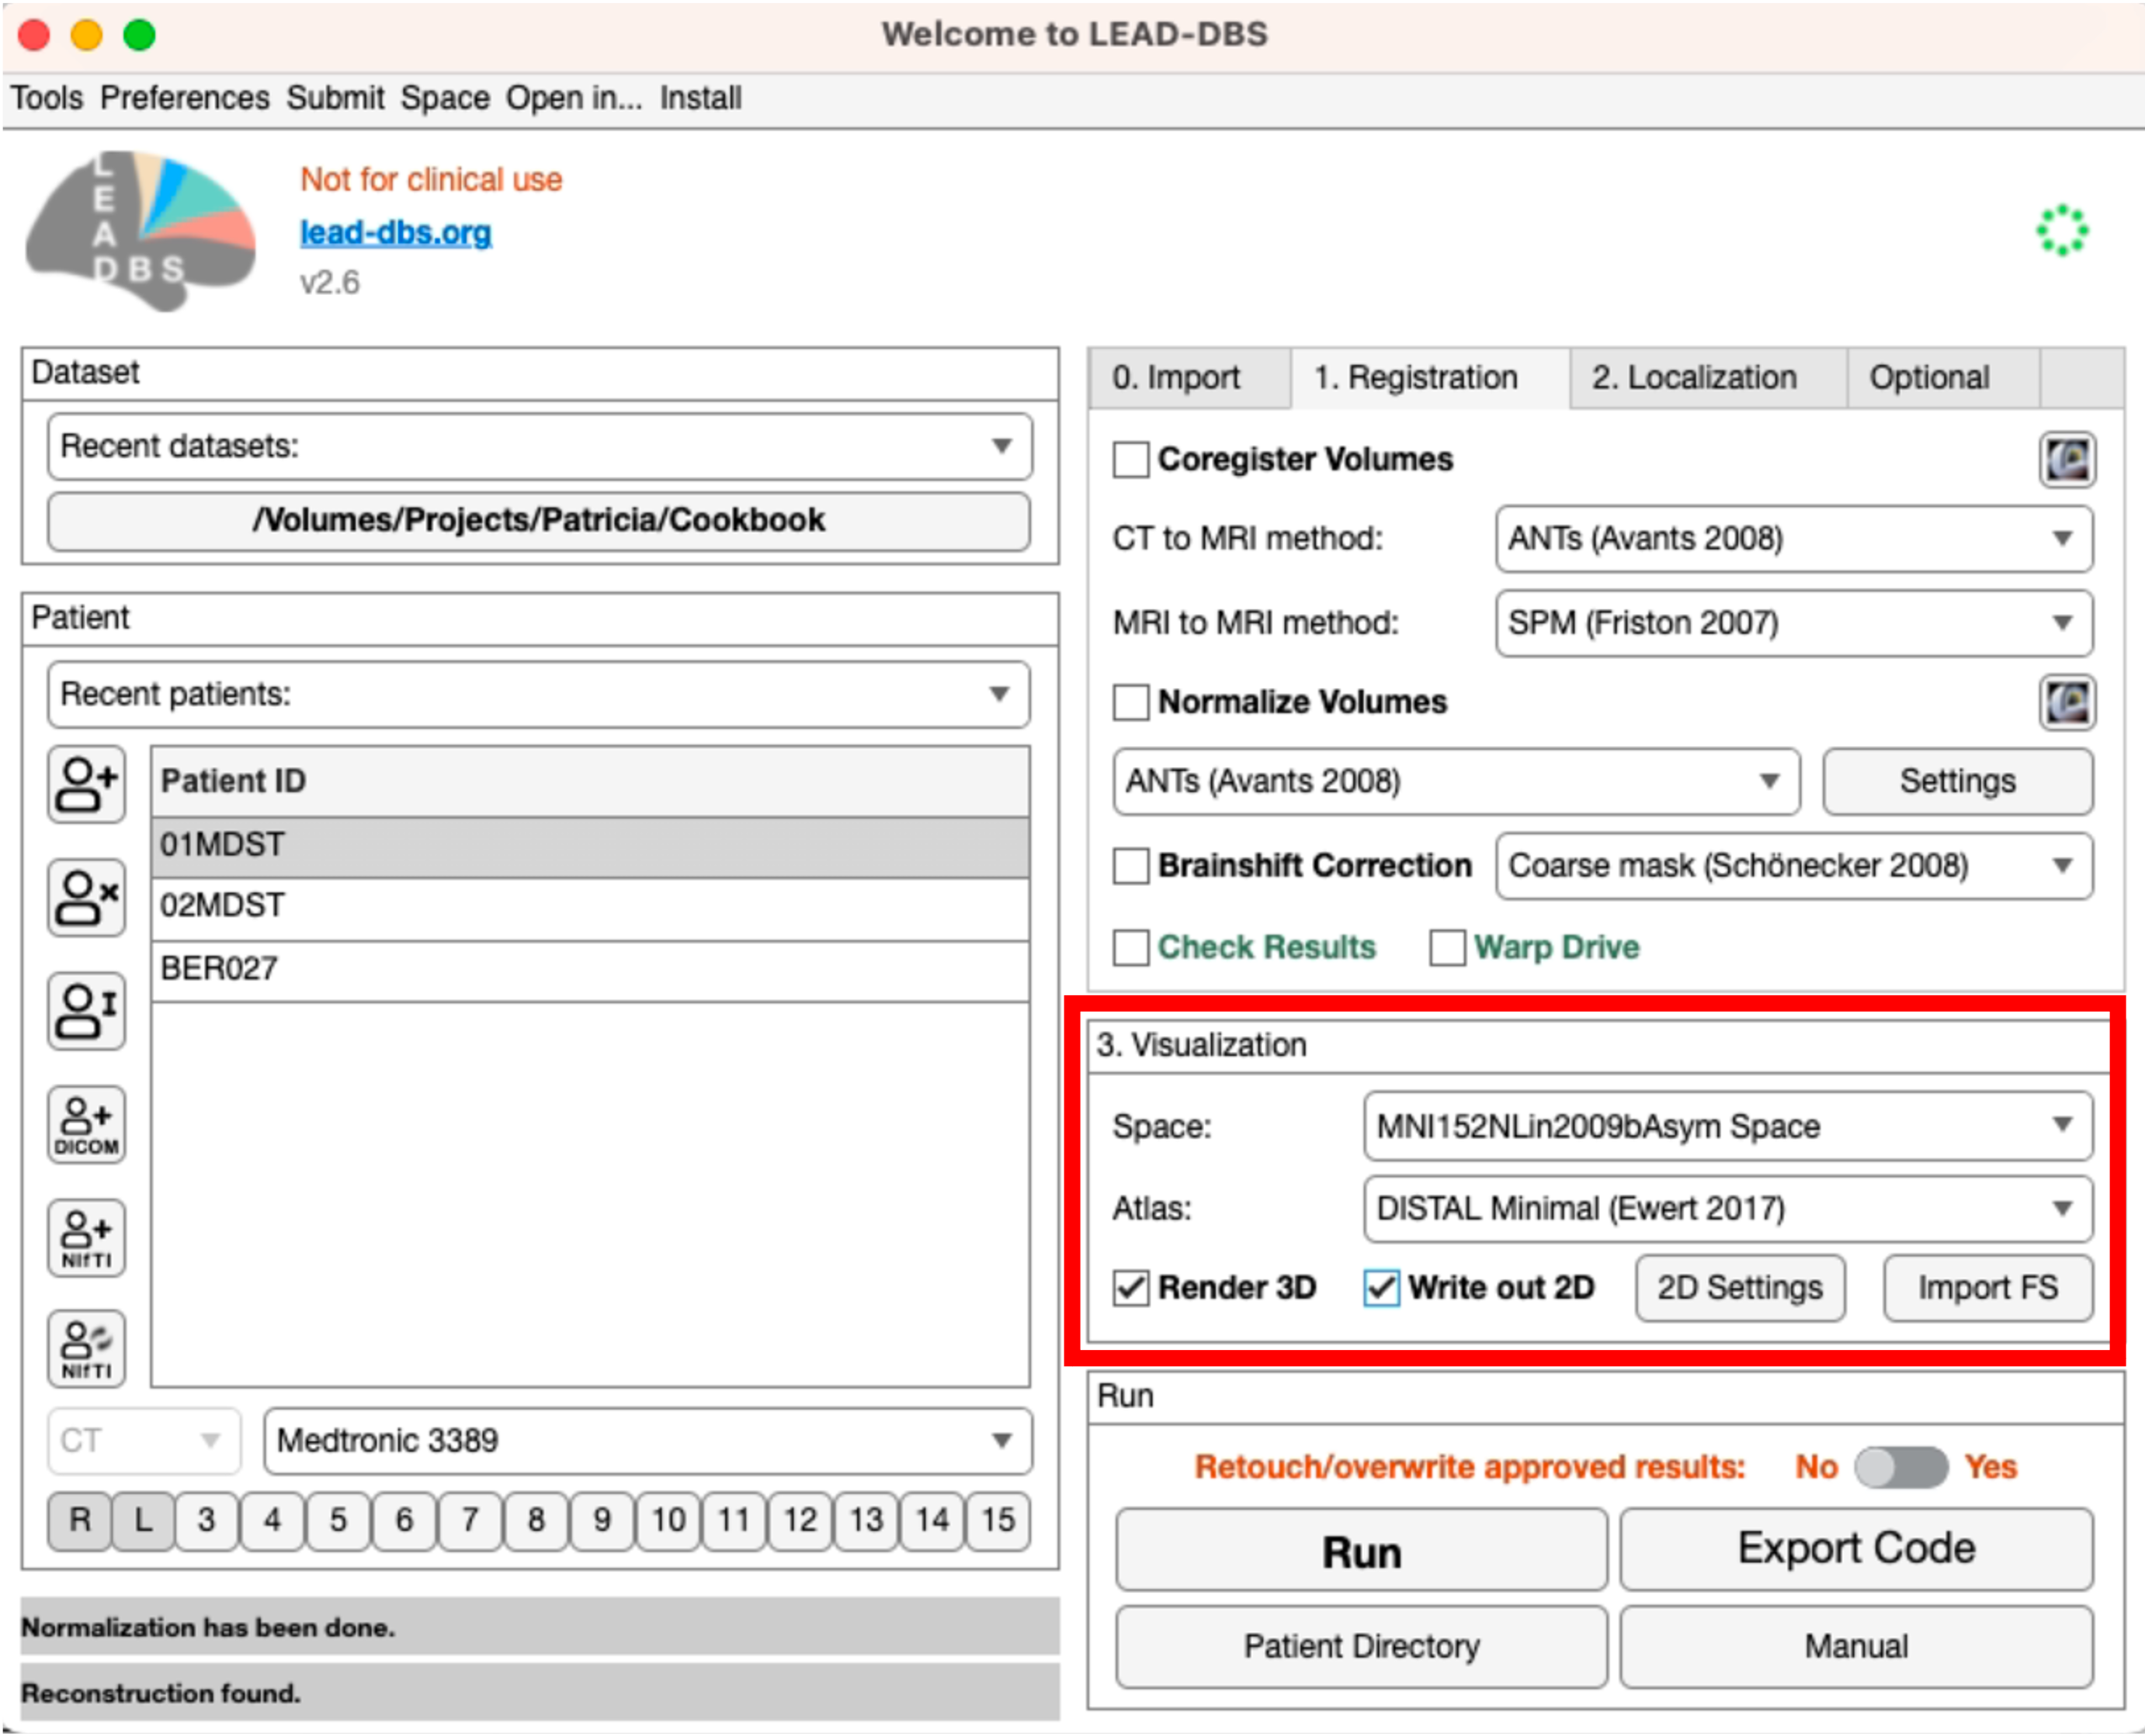 Welcome to LEAD-DBS
Tools Preferences Submit Space Open in... Install
L
E
A
D B S
Not for clinical use
lead-dbs.org
v2.6
Dataset
Recent datasets:
/Volumes/Projects/Patricia/Cookbook
Patient
Recent patients:
Patient ID
01MDST
02MDST
BER027
DICOM
NIfTI
NIfTI
CT
Medtronic 3389
R L 3 4 5 6 7 8 9 10 11 12 13 14 15
Normalization has been done.
Reconstruction found.
0. Import 1. Registration 2. Localization Optional
Coregister Volumes
CT to MRI method: ANTs (Avants 2008)
MRI to MRI method: SPM (Friston 2007)
Normalize Volumes
ANTs (Avants 2008) Settings
Brainshift Correction Coarse mask (Schönecker 2008)
Check Results Warp Drive
3. Visualization
Space: MNI152NLin2009bAsym Space
Atlas: DISTAL Minimal (Ewert 2017)
Render 3D Write out 2D 2D Settings Import FS
Run
Retouch/overwrite approved results: No Yes
Run Export Code
Patient Directory Manual